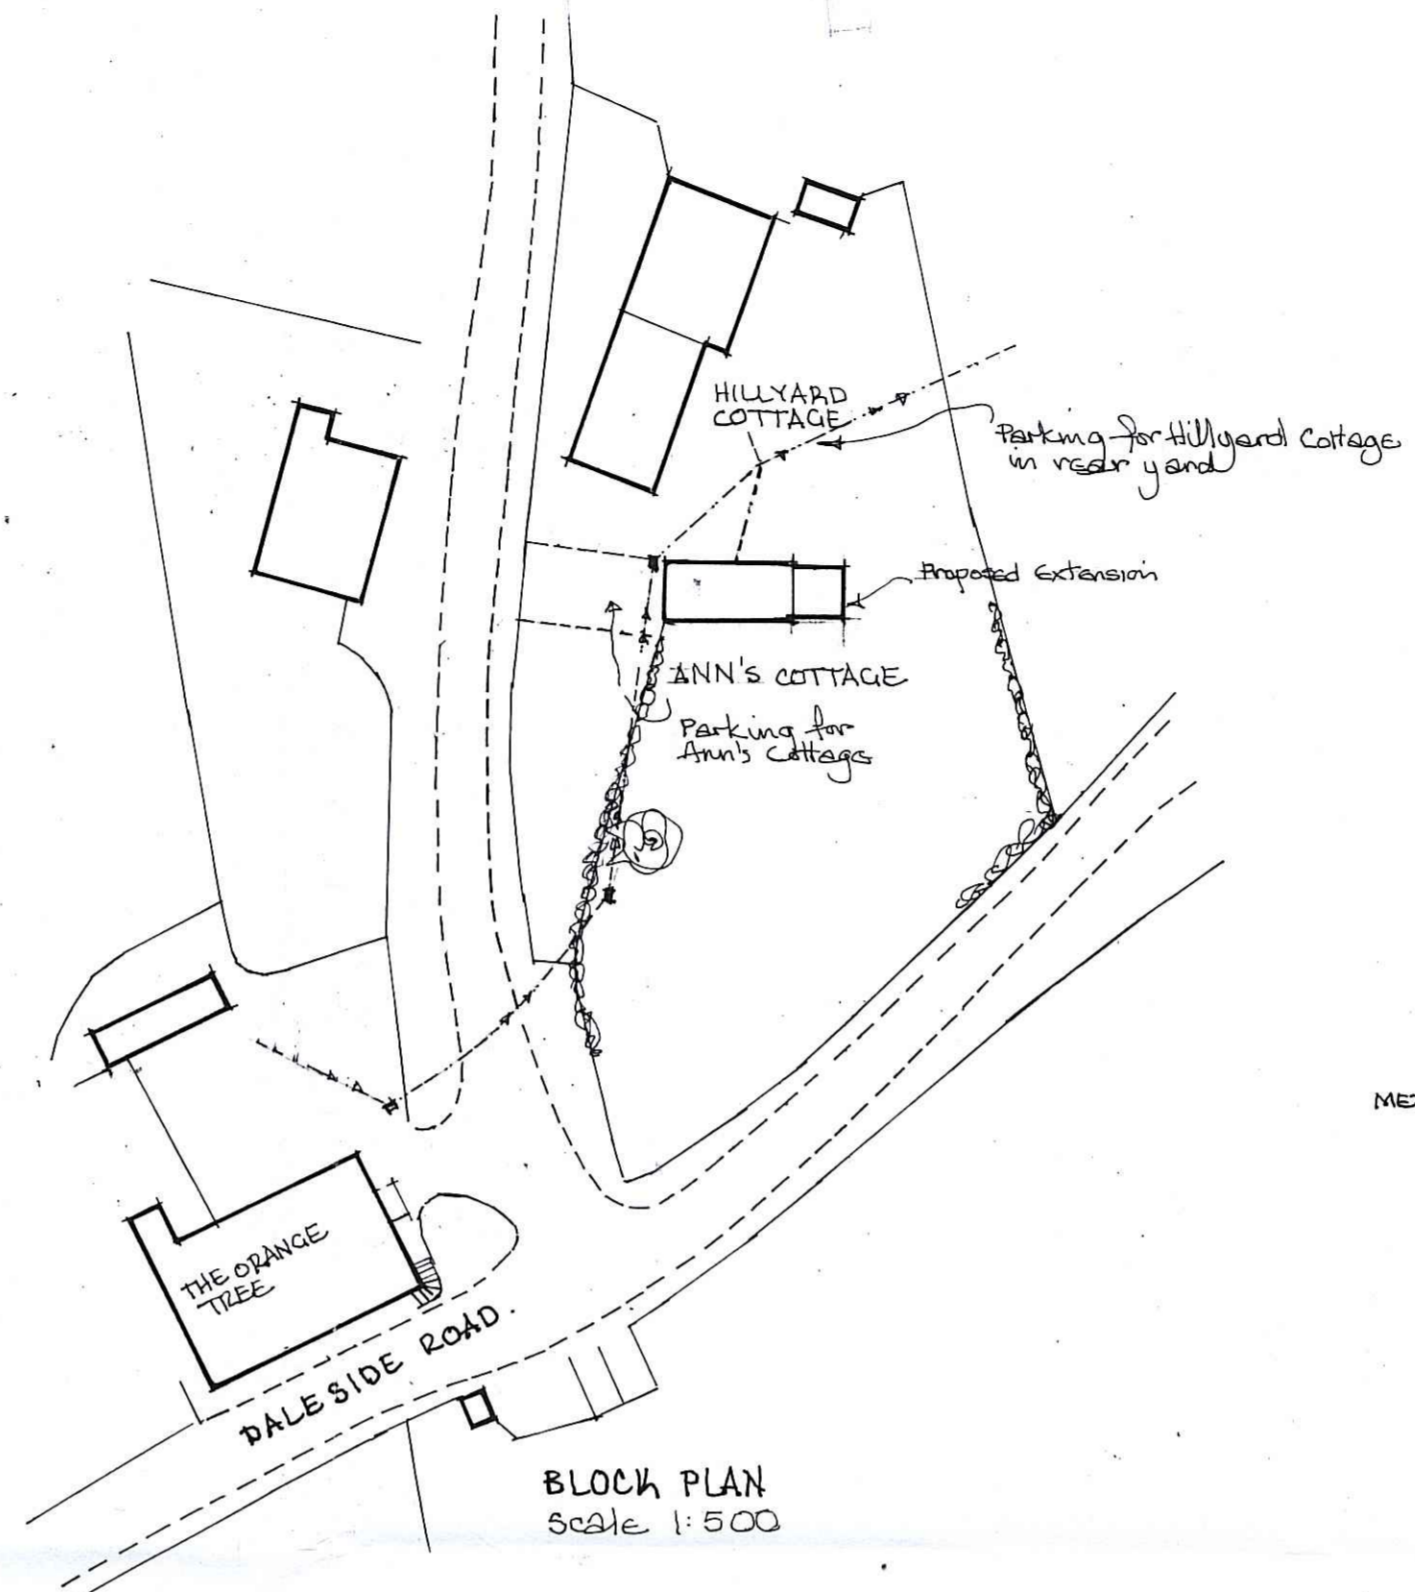 HILLYARD
COTTAGE
Parking for Hillyard Cottage
in rear yard
Proposed Extension
ANN'S COTTAGE
Parking for
Ann's Cottage
THE ORANGE
TREE
DALESIDE ROAD.
BLOCK PLAN
scale 1:500